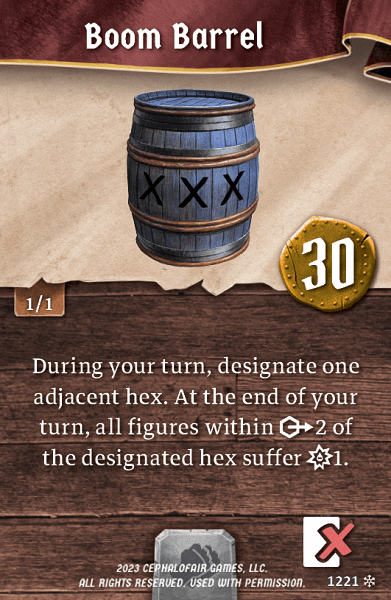 Boom Barrel
X X X
30
1/1
During your turn, designate one
adjacent hex. At the end of your
turn, all figures within 2 of
the designated hex suffer 1.
2023 CEPHALOFAIR GAMES, LLC.
ALL RIGHTS RESERVED. USED WITH PERMISSION.
1221